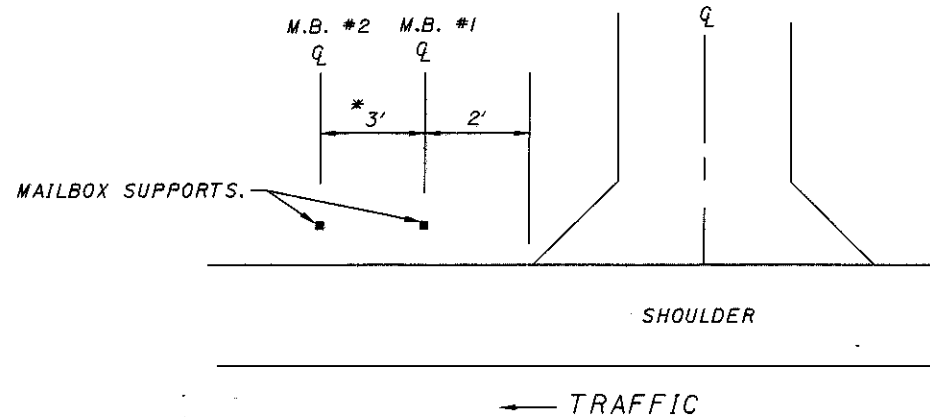 M.B. #2 M.B. #1
℄ ℄ ℄
*3' 2'
MAILBOX SUPPORTS.
SHOULDER
TRAFFIC